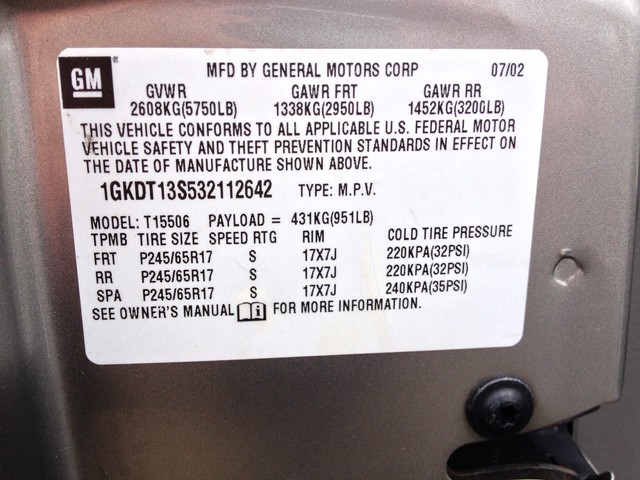 GM MFD BY GENERAL MOTORS CORP 07/02
GVWR GAWR FRT GAWR RR
2608KG(5750LB) 1338KG(2950LB) 1452KG(3200LB)
THIS VEHICLE CONFORMS TO ALL APPLICABLE U.S. FEDERAL MOTOR
VEHICLE SAFETY AND THEFT PREVENTION STANDARDS IN EFFECT ON
THE DATE OF MANUFACTURE SHOWN ABOVE.
1GKDT13S532112642 TYPE: M.P.V.
MODEL: T15506 PAYLOAD = 431KG(951LB)
TPMB TIRE SIZE SPEED RTG RIM COLD TIRE PRESSURE
FRT P245/65R17 S 17X7J 220KPA(32PSI)
RR P245/65R17 S 17X7J 220KPA(32PSI)
SPA P245/65R17 S 17X7J 240KPA(35PSI)
SEE OWNER'S MANUAL i FOR MORE INFORMATION.